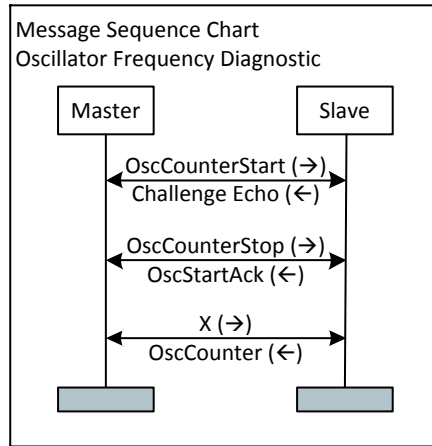 Message Sequence Chart
Oscillator Frequency Diagnostic
Master
Slave
OscCounterStart (→)
Challenge Echo (←)
OscCounterStop (→)
OscStartAck (←)
X (→)
OscCounter (←)